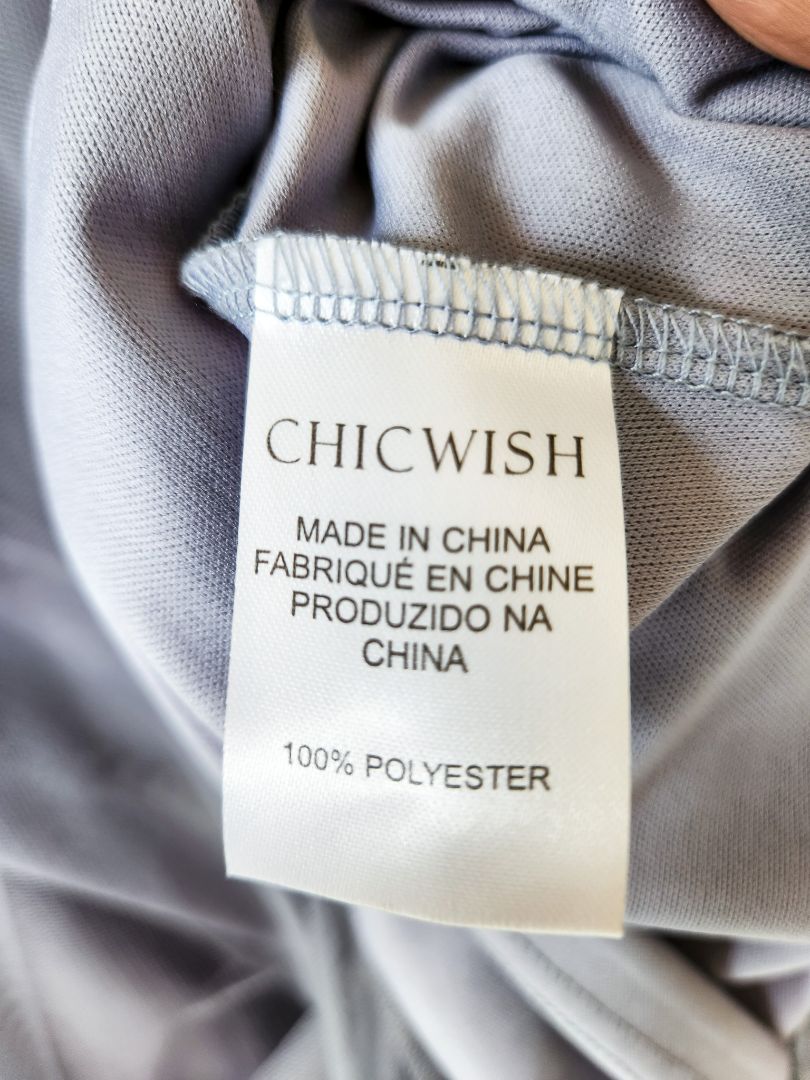 CHICWISH
MADE IN CHINA
FABRIQUÉ EN CHINE
PRODUZIDO NA
CHINA
100% POLYESTER